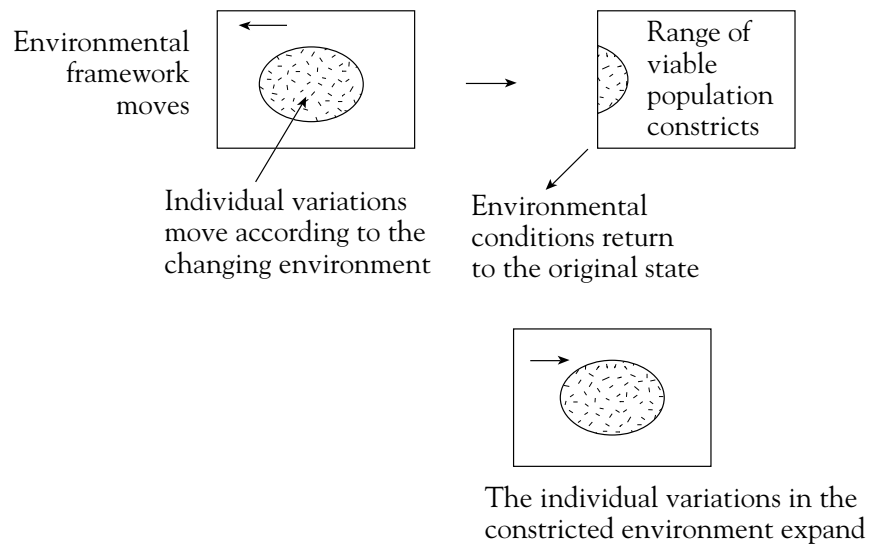 Environmental
framework
moves
Range of
viable
population
constricts
Individual variations
move according to the
changing environment
Environmental
conditions return
to the original state
The individual variations in the
constricted environment expand